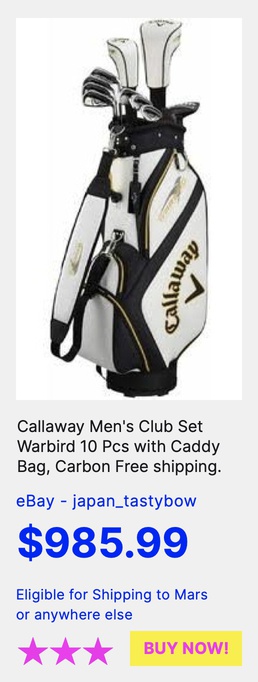 Callaway
Callaway Men's Club Set
Warbird 10 Pcs with Caddy
Bag, Carbon Free shipping.
eBay - japan_tastybow
$985.99
Eligible for Shipping to Mars
or anywhere else
BUY NOW!